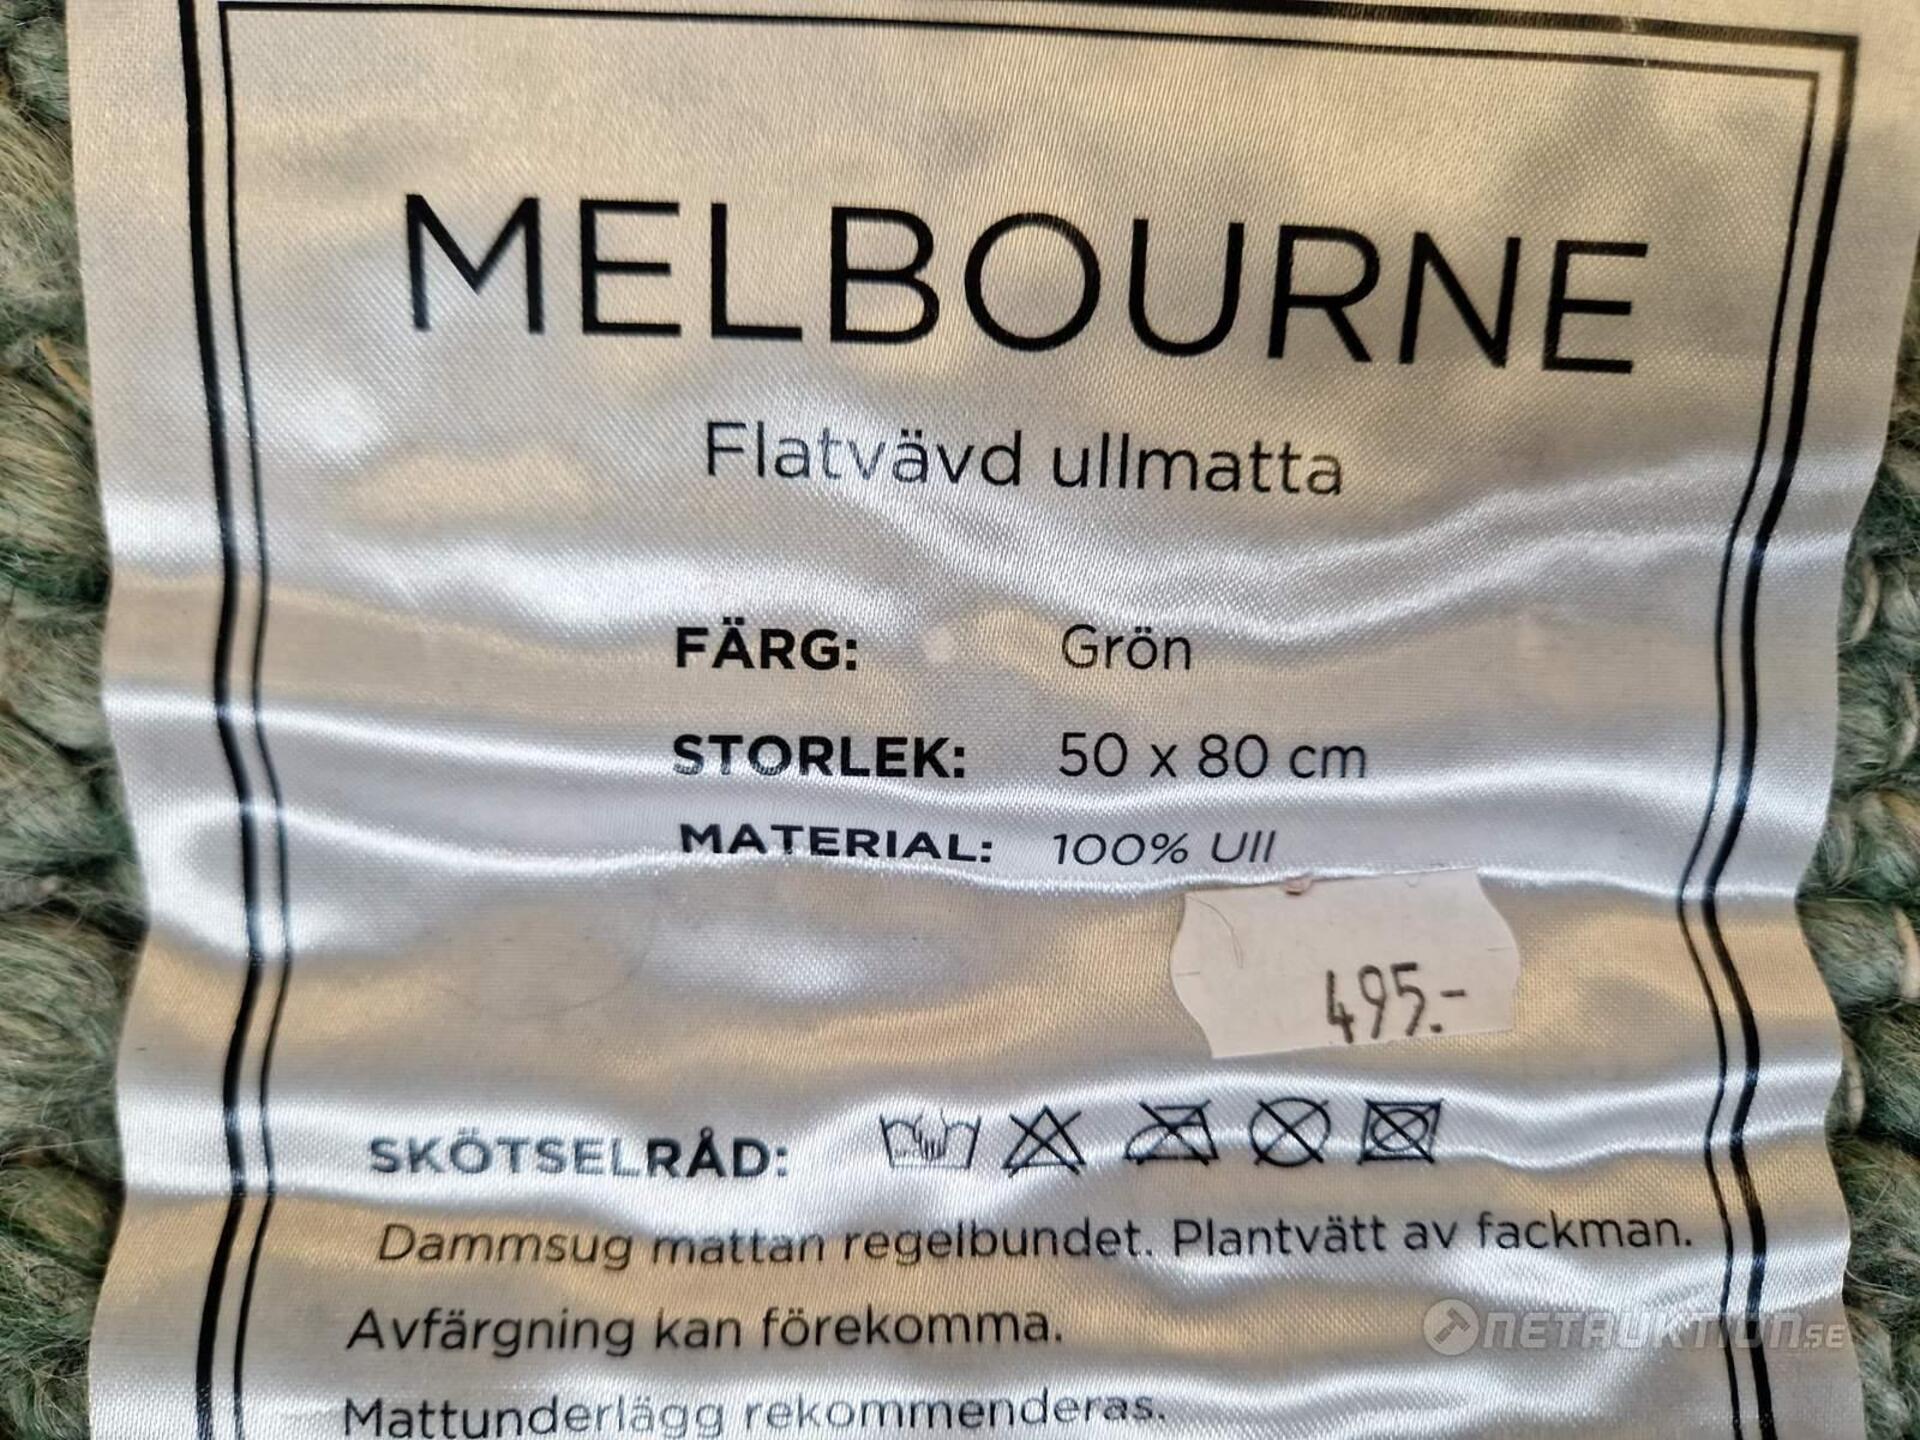 MELBOURNE
Flatvävd ullmatta
FÄRG: Grön
STORLEK: 50 x 80 cm
MATERIAL: 100% Ull
495.-
SKÖTSELRÅD:
Dammsug mattan regelbundet. Plantvätt av fackman.
Avfärgning kan förekomma.
Mattunderlägg rekommenderas.
NETAUKTION.SE